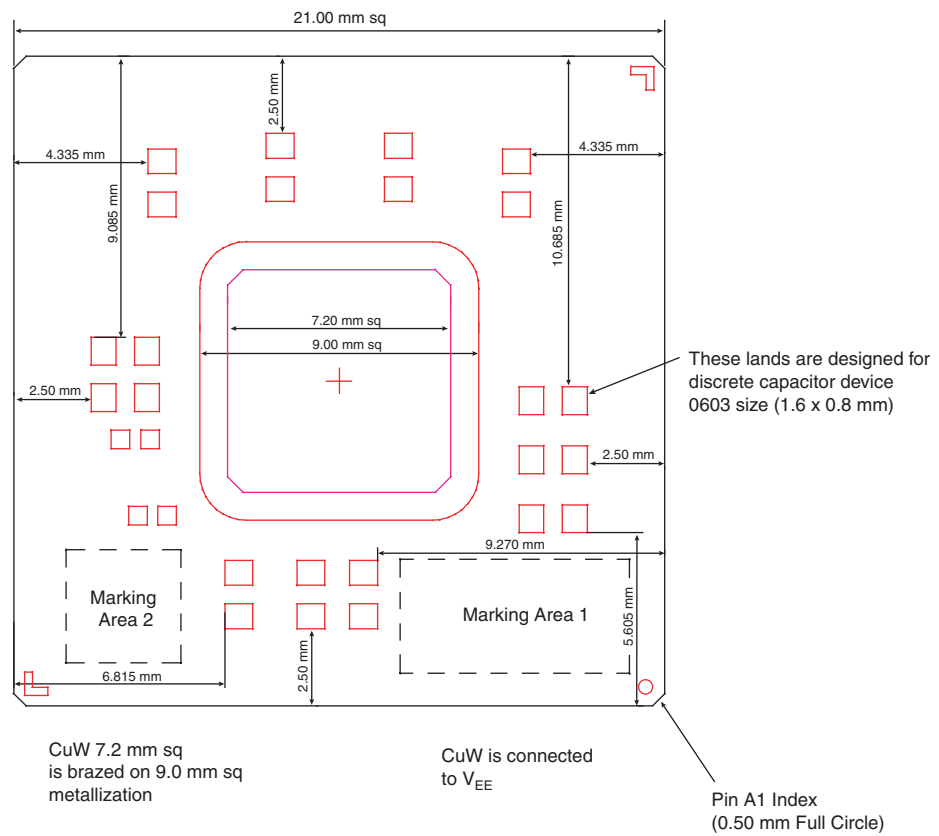 21.00 mm sq
2.50 mm
4.335 mm
4.335 mm
9.085 mm
10.685 mm
7.20 mm sq
9.00 mm sq
These lands are designed for
discrete capacitor device
0603 size (1.6 x 0.8 mm)
2.50 mm
2.50 mm
9.270 mm
Marking
Area 2
Marking Area 1
5.605 mm
6.815 mm
2.50 mm
CuW 7.2 mm sq
is brazed on 9.0 mm sq
metallization
CuW is connected
to VEE
Pin A1 Index
(0.50 mm Full Circle)